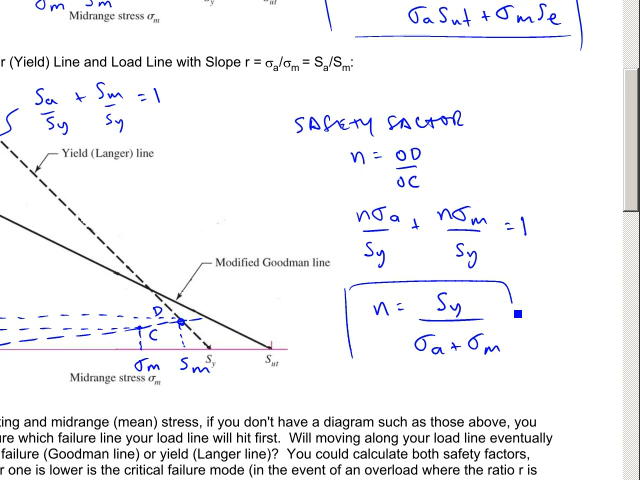 σm Sm
Sy Sut
Midrange stress σm
σa Sut + σm Se
r (Yield) Line and Load Line with Slope r = σa/σm = Sa/Sm:
Sa/Sy + Sm/Sy = 1
SAFETY FACTOR
Yield (Langer) line
n = OD/OC
nσa/Sy + nσm/Sy = 1
Modified Goodman line
n = Sy/(σa + σm)
D
C
σm Sm Sy Sut
Midrange stress σm
ting and midrange (mean) stress, if you don't have a diagram such as those above, you
ure which failure line your load line will hit first. Will moving along your load line eventually
failure (Goodman line) or yield (Langer line)? You could calculate both safety factors,
r one is lower is the critical failure mode (in the event of an overload where the ratio r is